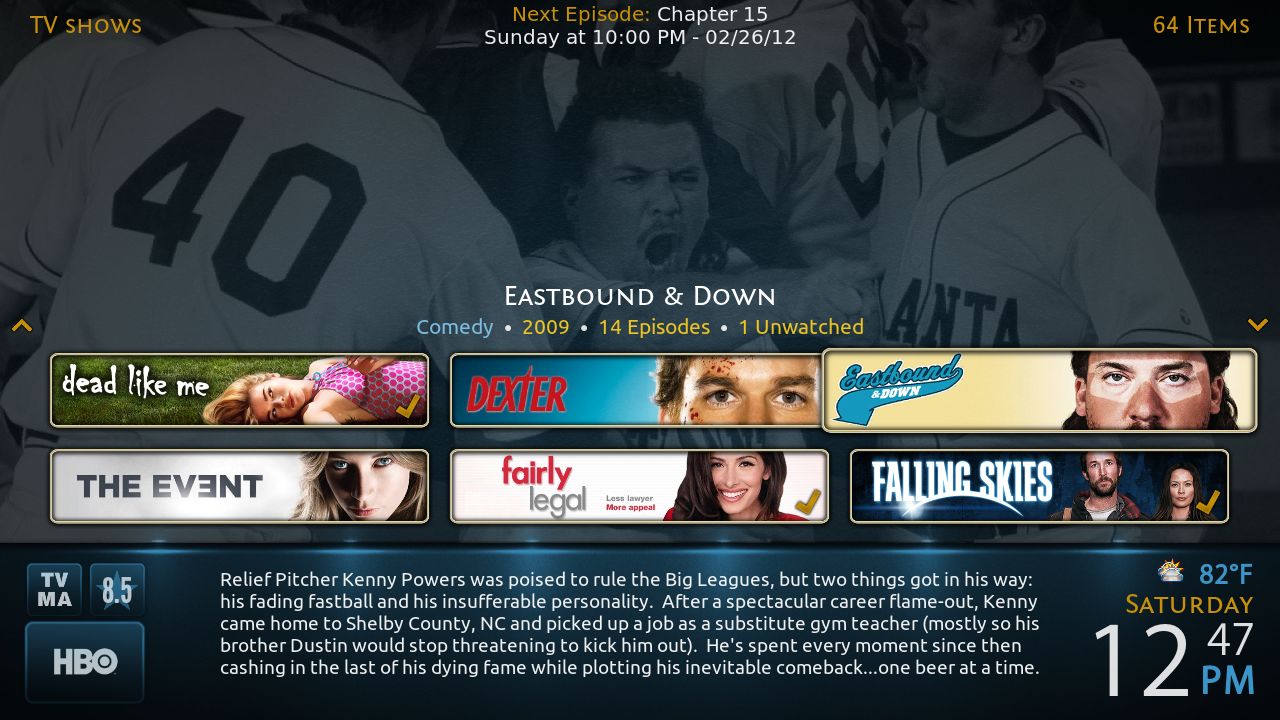 TV SHOWS
Next Episode: Chapter 15
Sunday at 10:00 PM - 02/26/12
64 ITEMS
40
ANTA
EASTBOUND & DOWN
Comedy • 2009 • 14 Episodes • 1 Unwatched
dead like me
DEXTER
Eastbound
& DOWN
THE EVƎNT
fairly
legal
Less lawyer
More appeal
FALLING SKIES
TV
MA
8.5
HBO
Relief Pitcher Kenny Powers was poised to rule the Big Leagues, but two things got in his way:
his fading fastball and his insufferable personality.  After a spectacular career flame-out, Kenny
came home to Shelby County, NC and picked up a job as a substitute gym teacher (mostly so his
brother Dustin would stop threatening to kick him out).  He's spent every moment since then
cashing in the last of his dying fame while plotting his inevitable comeback...one beer at a time.
82°F
SATURDAY
12 47
PM